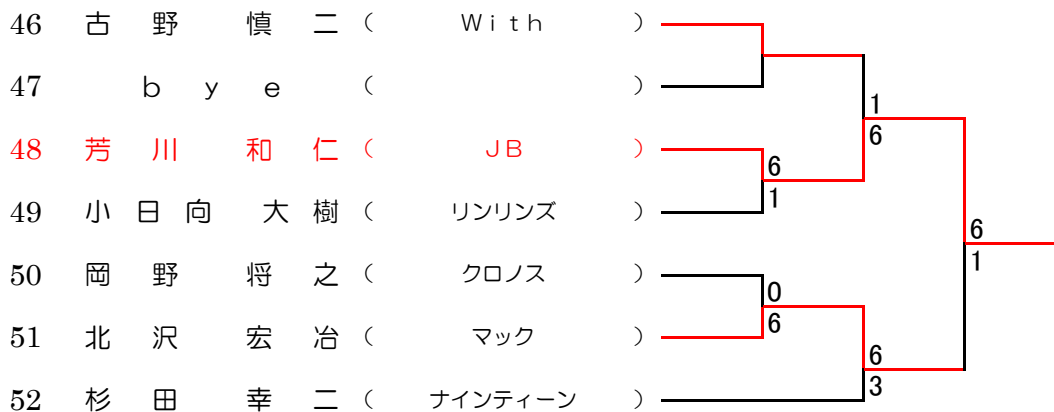 46 古野 慎二 ( With )
47 bye ( )
1
6
48 芳川 和仁 ( JB )
6
1
49 小日向 大樹 ( リンリンズ )
6
1
50 岡野 将之 ( クロノス )
0
6
51 北沢 宏冶 ( マック )
6
3
52 杉田 幸二 ( ナインティーン )